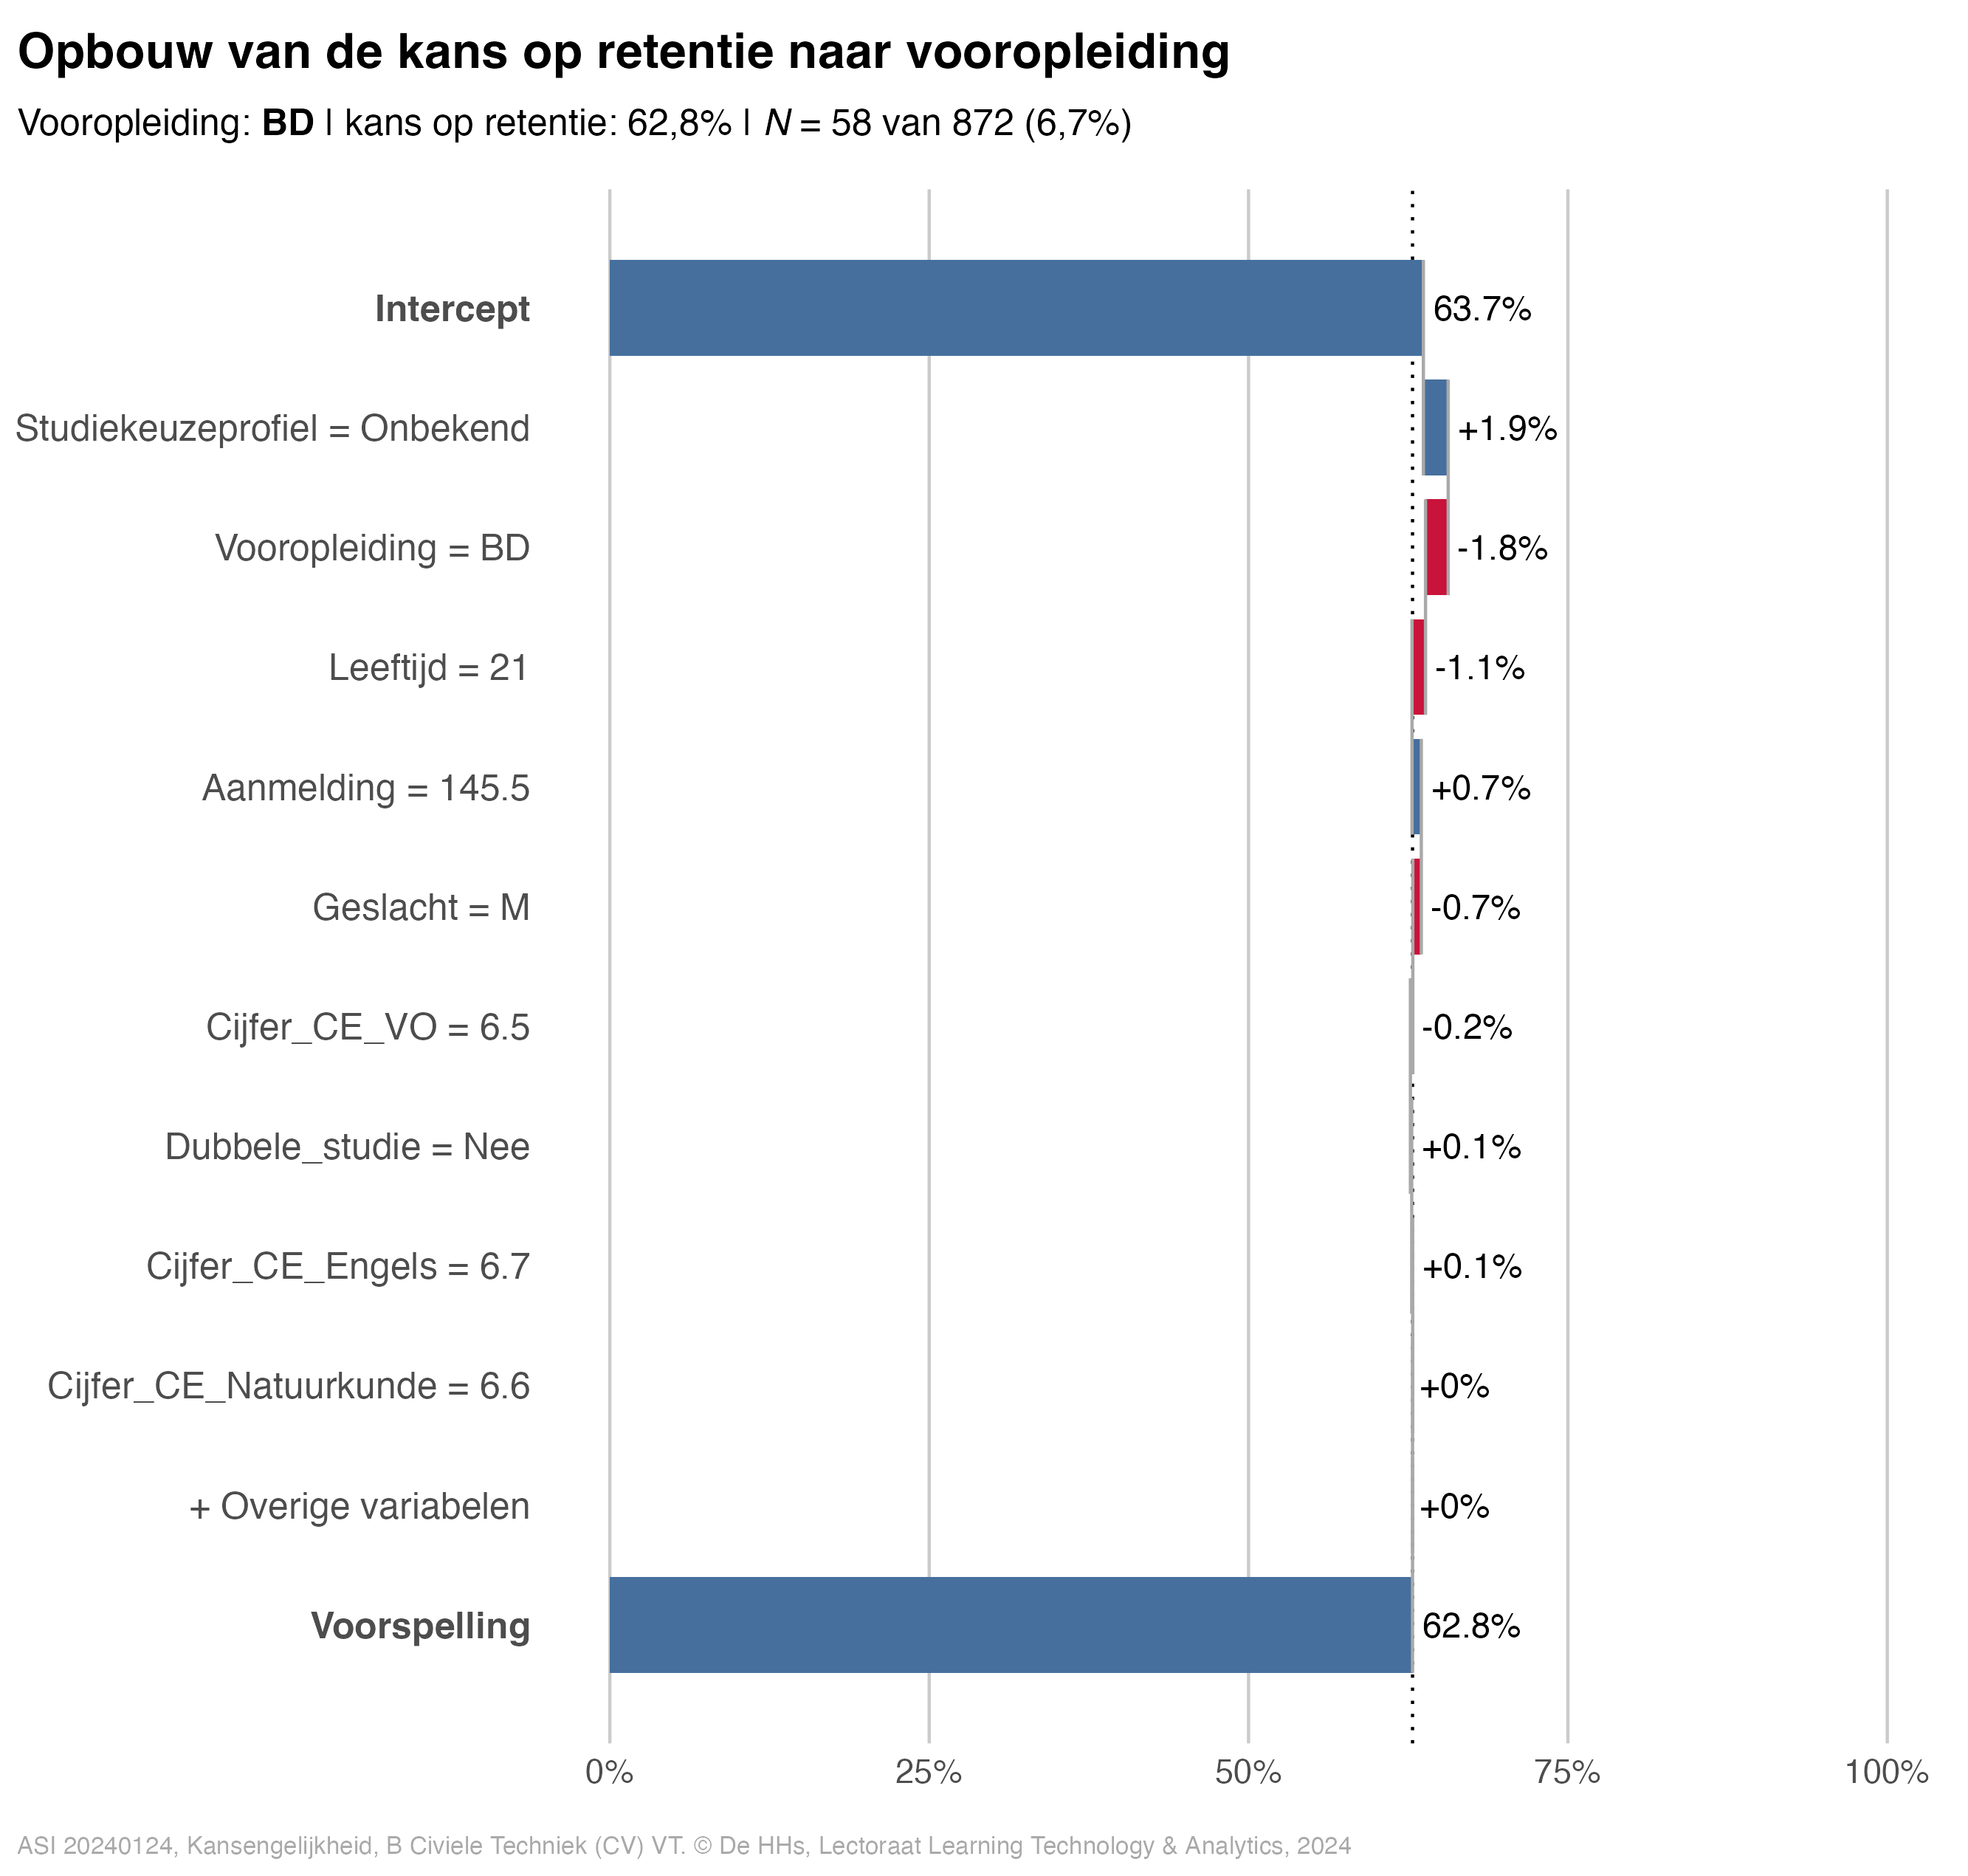 Opbouw van de kans op retentie naar vooropleiding
Vooropleiding: BD | kans op retentie: 62,8% | N = 58 van 872 (6,7%)
Intercept
63.7%
Studiekeuzeprofiel = Onbekend
+1.9%
Vooropleiding = BD
-1.8%
Leeftijd = 21
-1.1%
Aanmelding = 145.5
+0.7%
Geslacht = M
-0.7%
Cijfer_CE_VO = 6.5
-0.2%
Dubbele_studie = Nee
+0.1%
Cijfer_CE_Engels = 6.7
+0.1%
Cijfer_CE_Natuurkunde = 6.6
+0%
+ Overige variabelen
+0%
Voorspelling
62.8%
0% 25% 50% 75% 100%
ASI 20240124, Kansengelijkheid, B Civiele Techniek (CV) VT. © De HHs, Lectoraat Learning Technology & Analytics, 2024